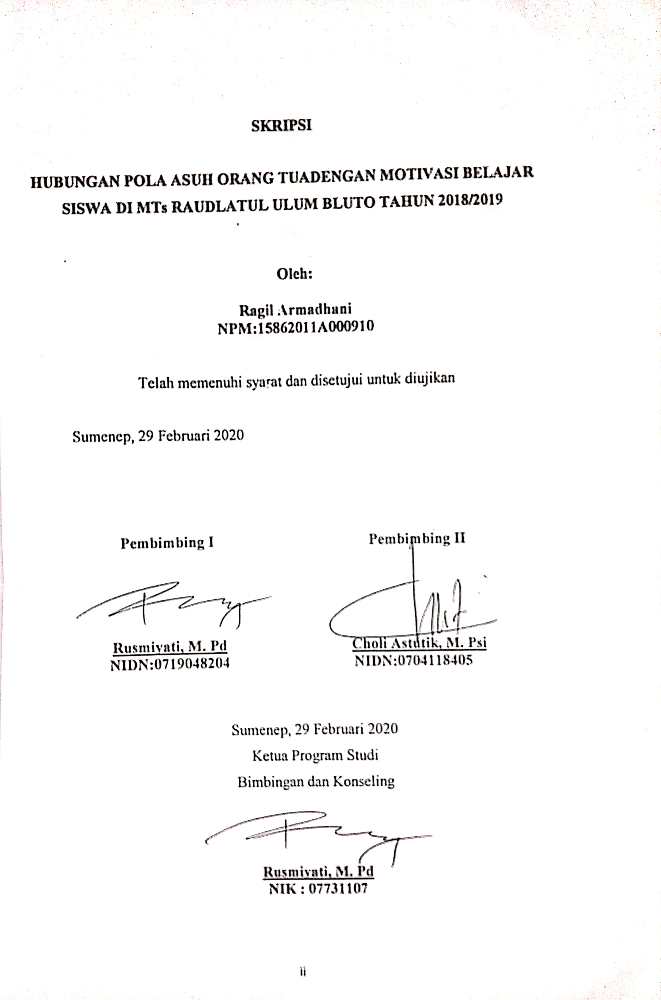 SKRIPSI
HUBUNGAN POLA ASUH ORANG TUADENGAN MOTIVASI BELAJAR
SISWA DI MTs RAUDLATUL ULUM BLUTO TAHUN 2018/2019
Oleh:
Ragil Armadhani
NPM:15862011A000910
Telah memenuhi syarat dan disetujui untuk diujikan
Sumenep, 29 Februari 2020
Pembimbing I
Pembimbing II
Rusmiyati, M. Pd
NIDN:0719048204
Choli Astutik, M. Psi
NIDN:0704118405
Sumenep, 29 Februari 2020
Ketua Program Studi
Bimbingan dan Konseling
Rusmiyati, M. Pd
NIK : 07731107
ii